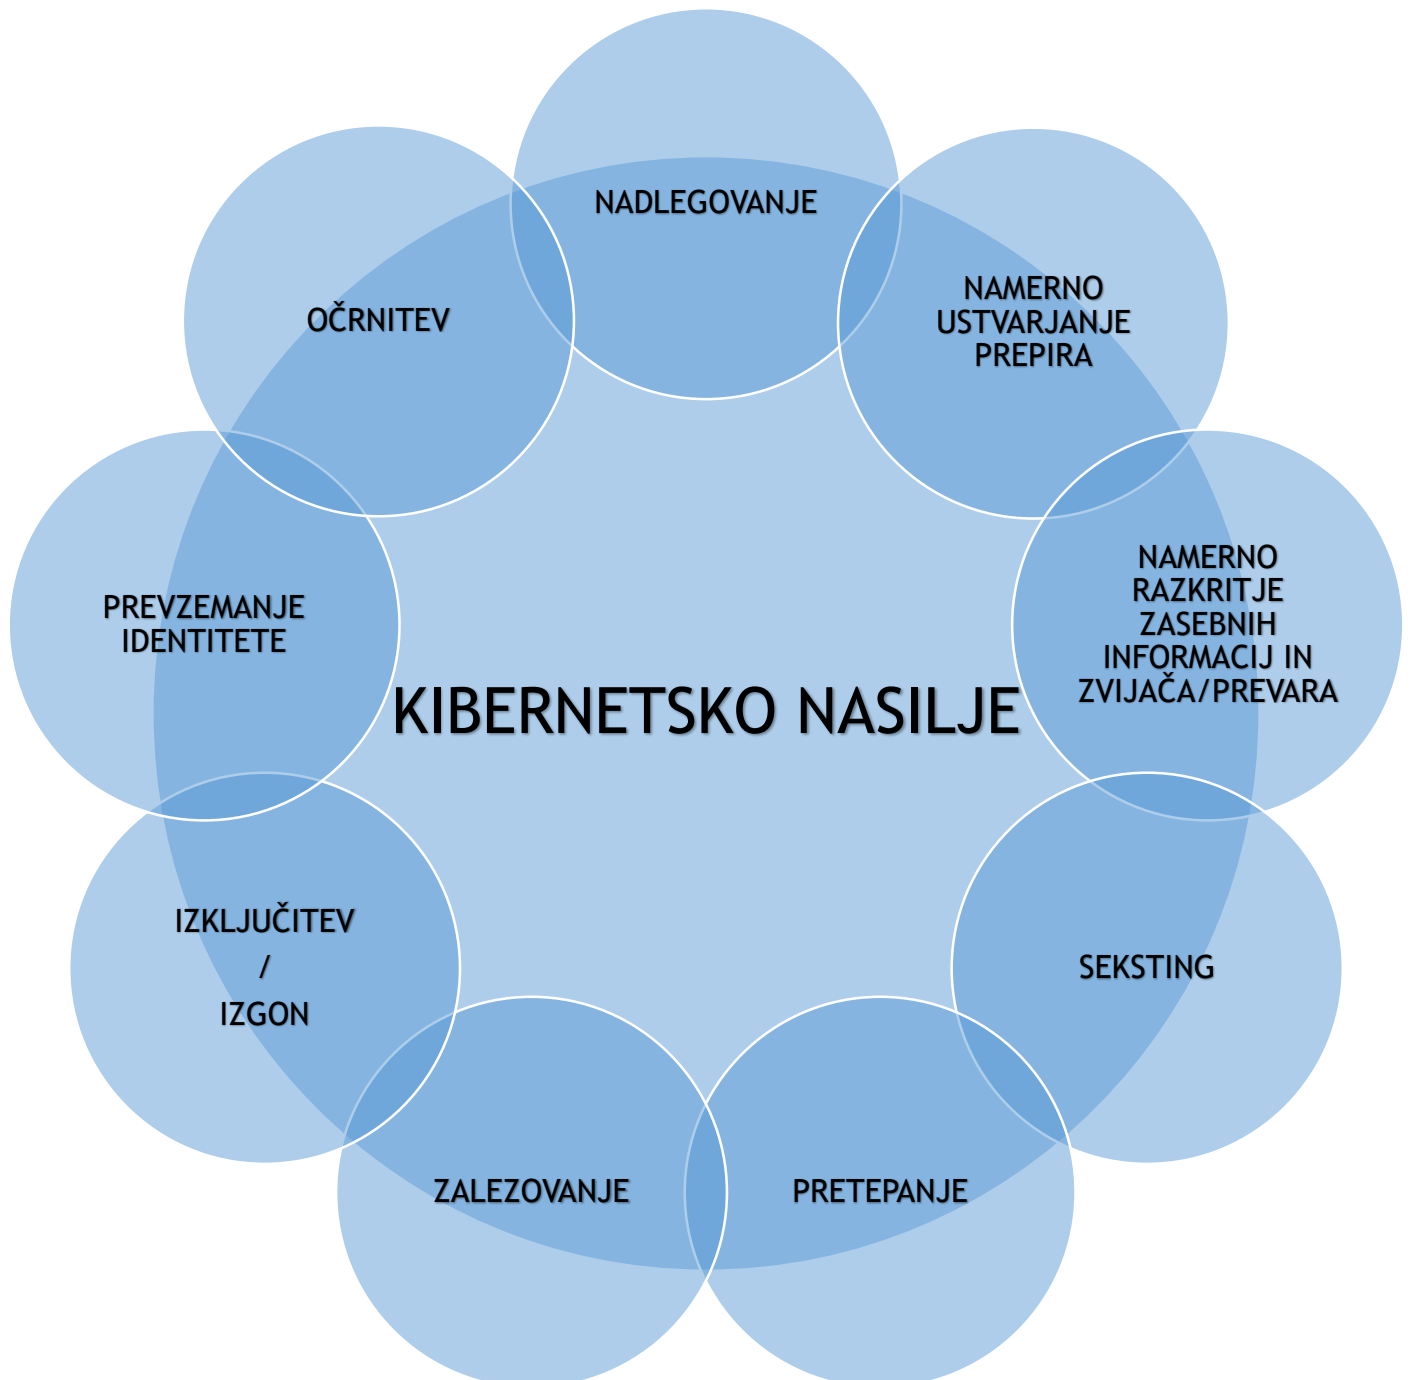 NADLEGOVANJE
NAMERNO
USTVARJANJE
PREPIRA
NAMERNO
RAZKRITJE
ZASEBNIH
INFORMACIJ IN
ZVIJAČA/PREVARA
SEKSTING
PRETEPANJE
ZALEZOVANJE
IZKLJUČITEV
/
IZGON
PREVZEMANJE
IDENTITETE
OČRNITEV
KIBERNETSKO NASILJE